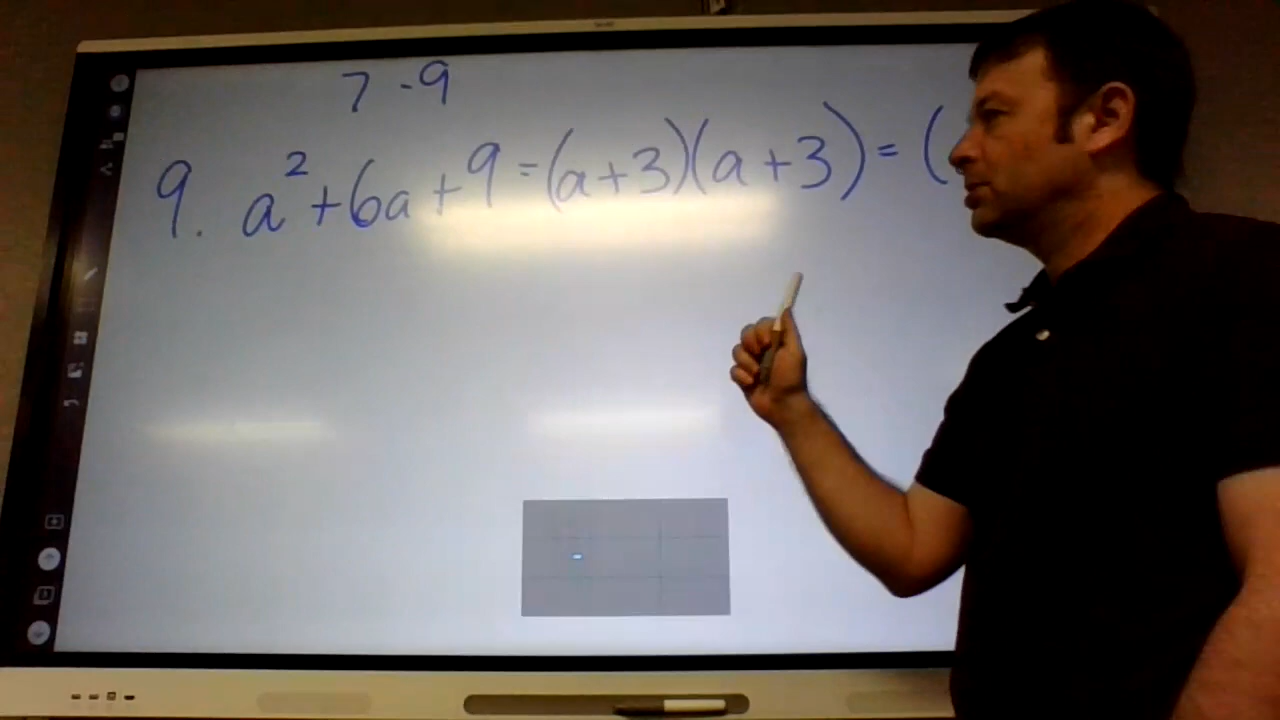 7-9
9. a² + 6a + 9 = (a+3)(a+3) = (